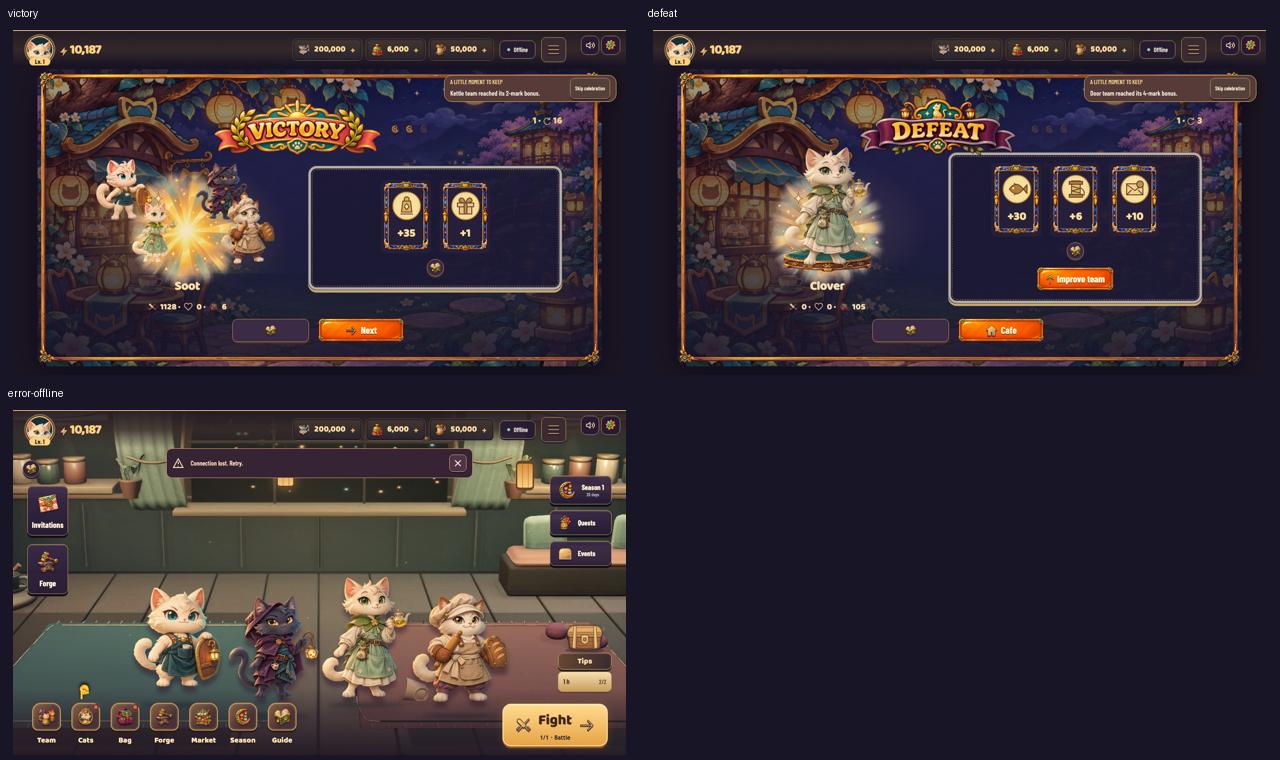 victory
10,187
Lv. 1
200,000 +
6,000 +
50,000 +
Offline
A LITTLE MOMENT TO KEEP
Kettle team reached its 2-mark bonus.
Skip celebration
VICTORY
1 · 16
+35
+1
Soot
1128 · 0 · 6
Next
defeat
10,187
Lv. 1
200,000 +
6,000 +
50,000 +
Offline
A LITTLE MOMENT TO KEEP
Door team reached its 4-mark bonus.
Skip celebration
DEFEAT
1 · 3
+30
+6
+10
Improve team
Clover
0 · 0 · 105
Cafe
error-offline
10,187
Lv. 1
200,000 +
6,000 +
50,000 +
Offline
Connection lost. Retry.
Invitations
Forge
Season 1
Quests
Events
Tips
1 h 2/2
Team
Cats
Bag
Forge
Market
Season
Guide
Fight
1/1 · Battle